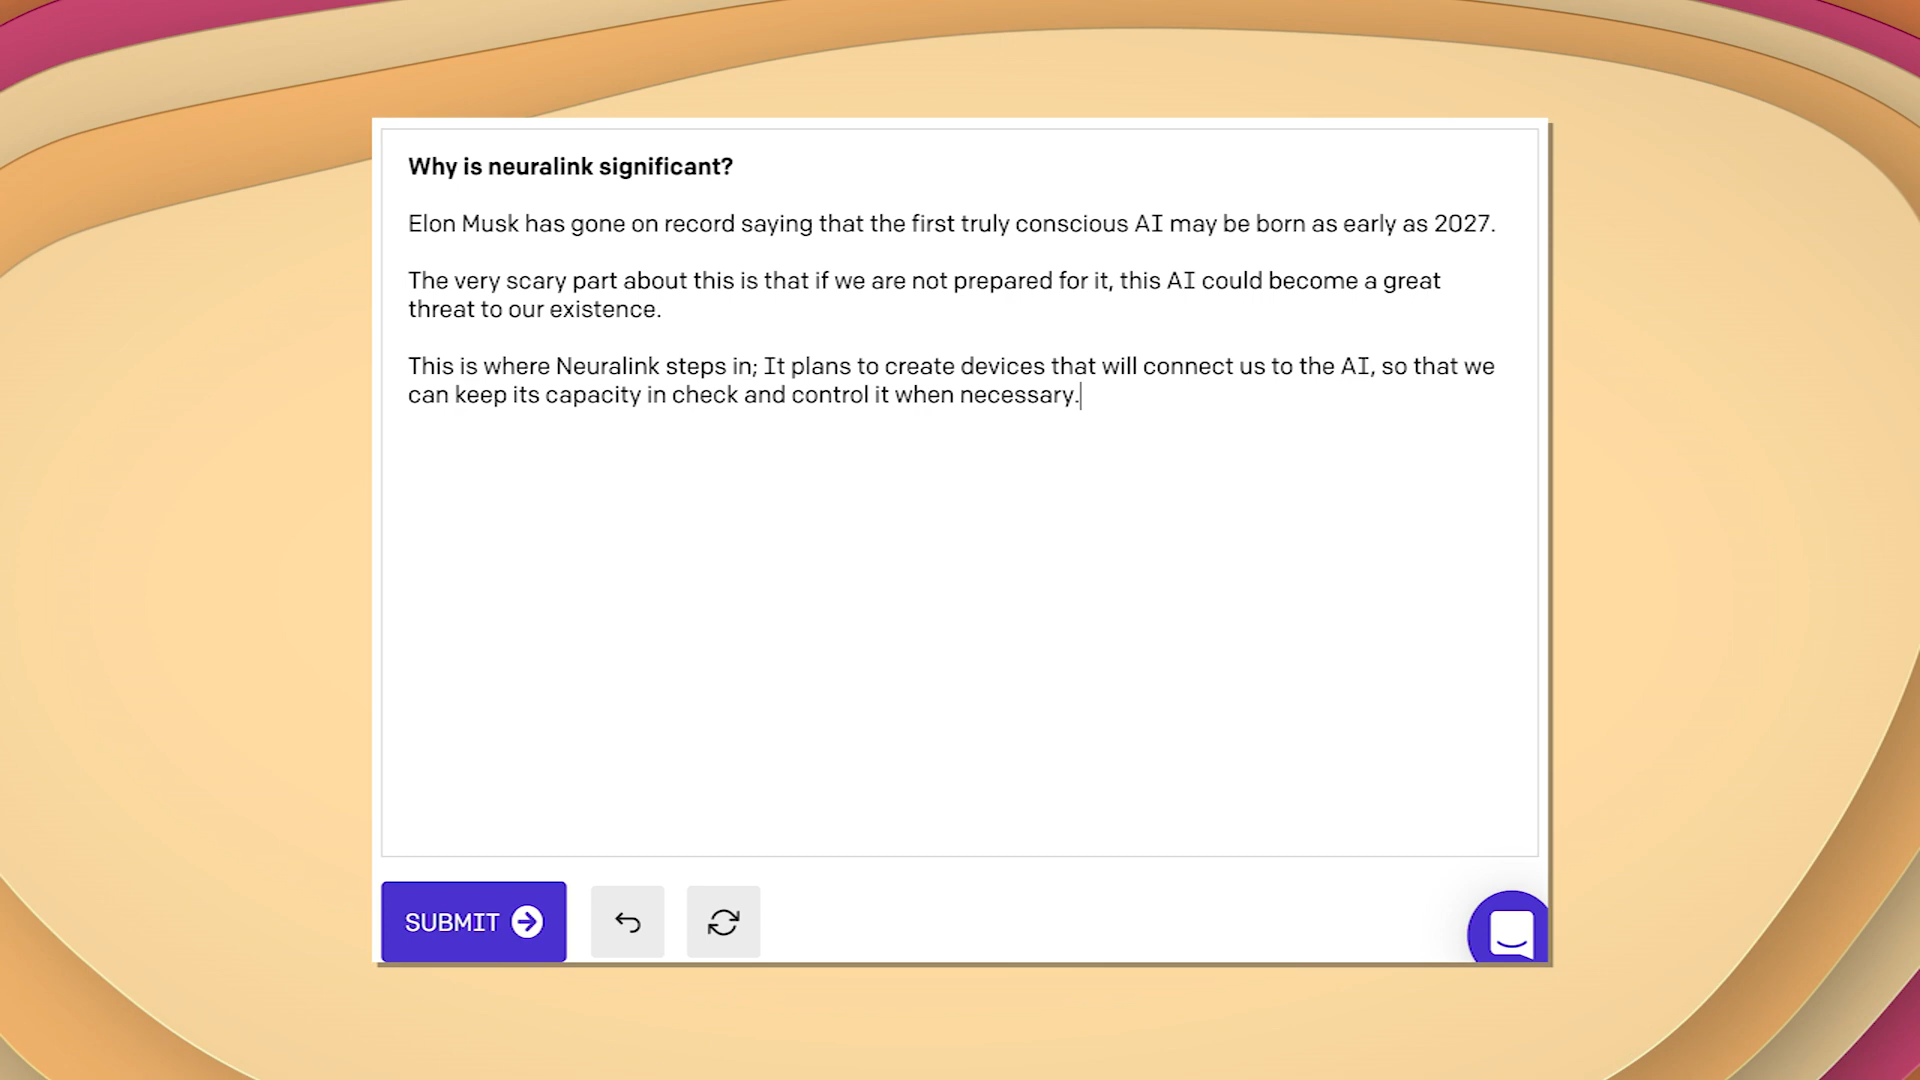 Why is neuralink significant?
Elon Musk has gone on record saying that the first truly conscious AI may be born as early as 2027.
The very scary part about this is that if we are not prepared for it, this AI could become a great
threat to our existence.
This is where Neuralink steps in; It plans to create devices that will connect us to the AI, so that we
can keep its capacity in check and control it when necessary.
SUBMIT